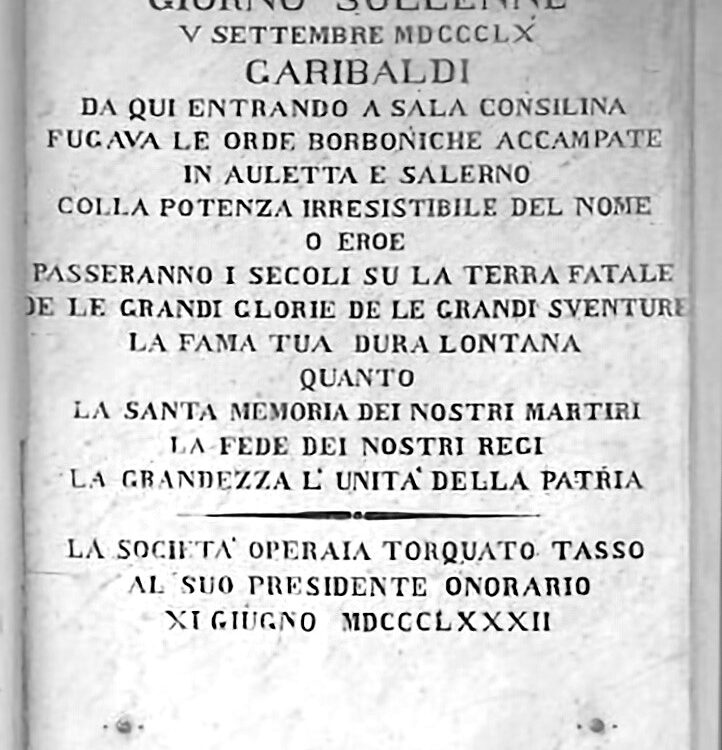 GIORNO SOLLENNE
V SETTEMBRE MDCCCLX
GARIBALDI
DA QUI ENTRANDO A SALA CONSILINA
FUGAVA LE ORDE BORBONICHE ACCAMPATE
IN AULETTA E SALERNO
COLLA POTENZA IRRESISTIBILE DEL NOME
O EROE
PASSERANNO I SECOLI SU LA TERRA FATALE
DE LE GRANDI GLORIE DE LE GRANDI SVENTURE
LA FAMA TUA DURA LONTANA
QUANTO
LA SANTA MEMORIA DEI NOSTRI MARTIRI
LA FEDE DEI NOSTRI REGI
LA GRANDEZZA L' UNITA' DELLA PATRIA
LA SOCIETA' OPERAIA TORQUATO TASSO
AL SUO PRESIDENTE ONORARIO
XI GIUGNO MDCCCLXXXII